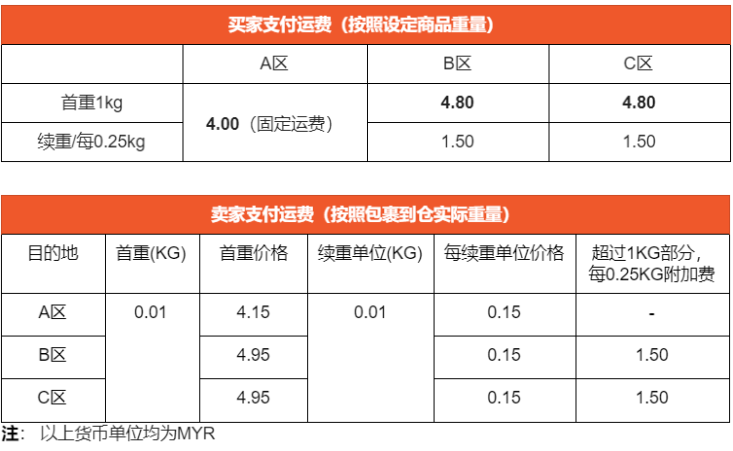 买家支付运费（按照设定商品重量）
A区 B区 C区
首重1kg 4.00（固定运费） 4.80 4.80
续重/每0.25kg 1.50 1.50
卖家支付运费（按照包裹到仓实际重量）
目的地 首重(KG) 首重价格 续重单位(KG) 每续重单位价格 超过1KG部分，
每0.25KG附加费
A区 0.01 4.15 0.01 0.15 -
B区 4.95 0.15 1.50
C区 4.95 0.15 1.50
注： 以上货币单位均为MYR